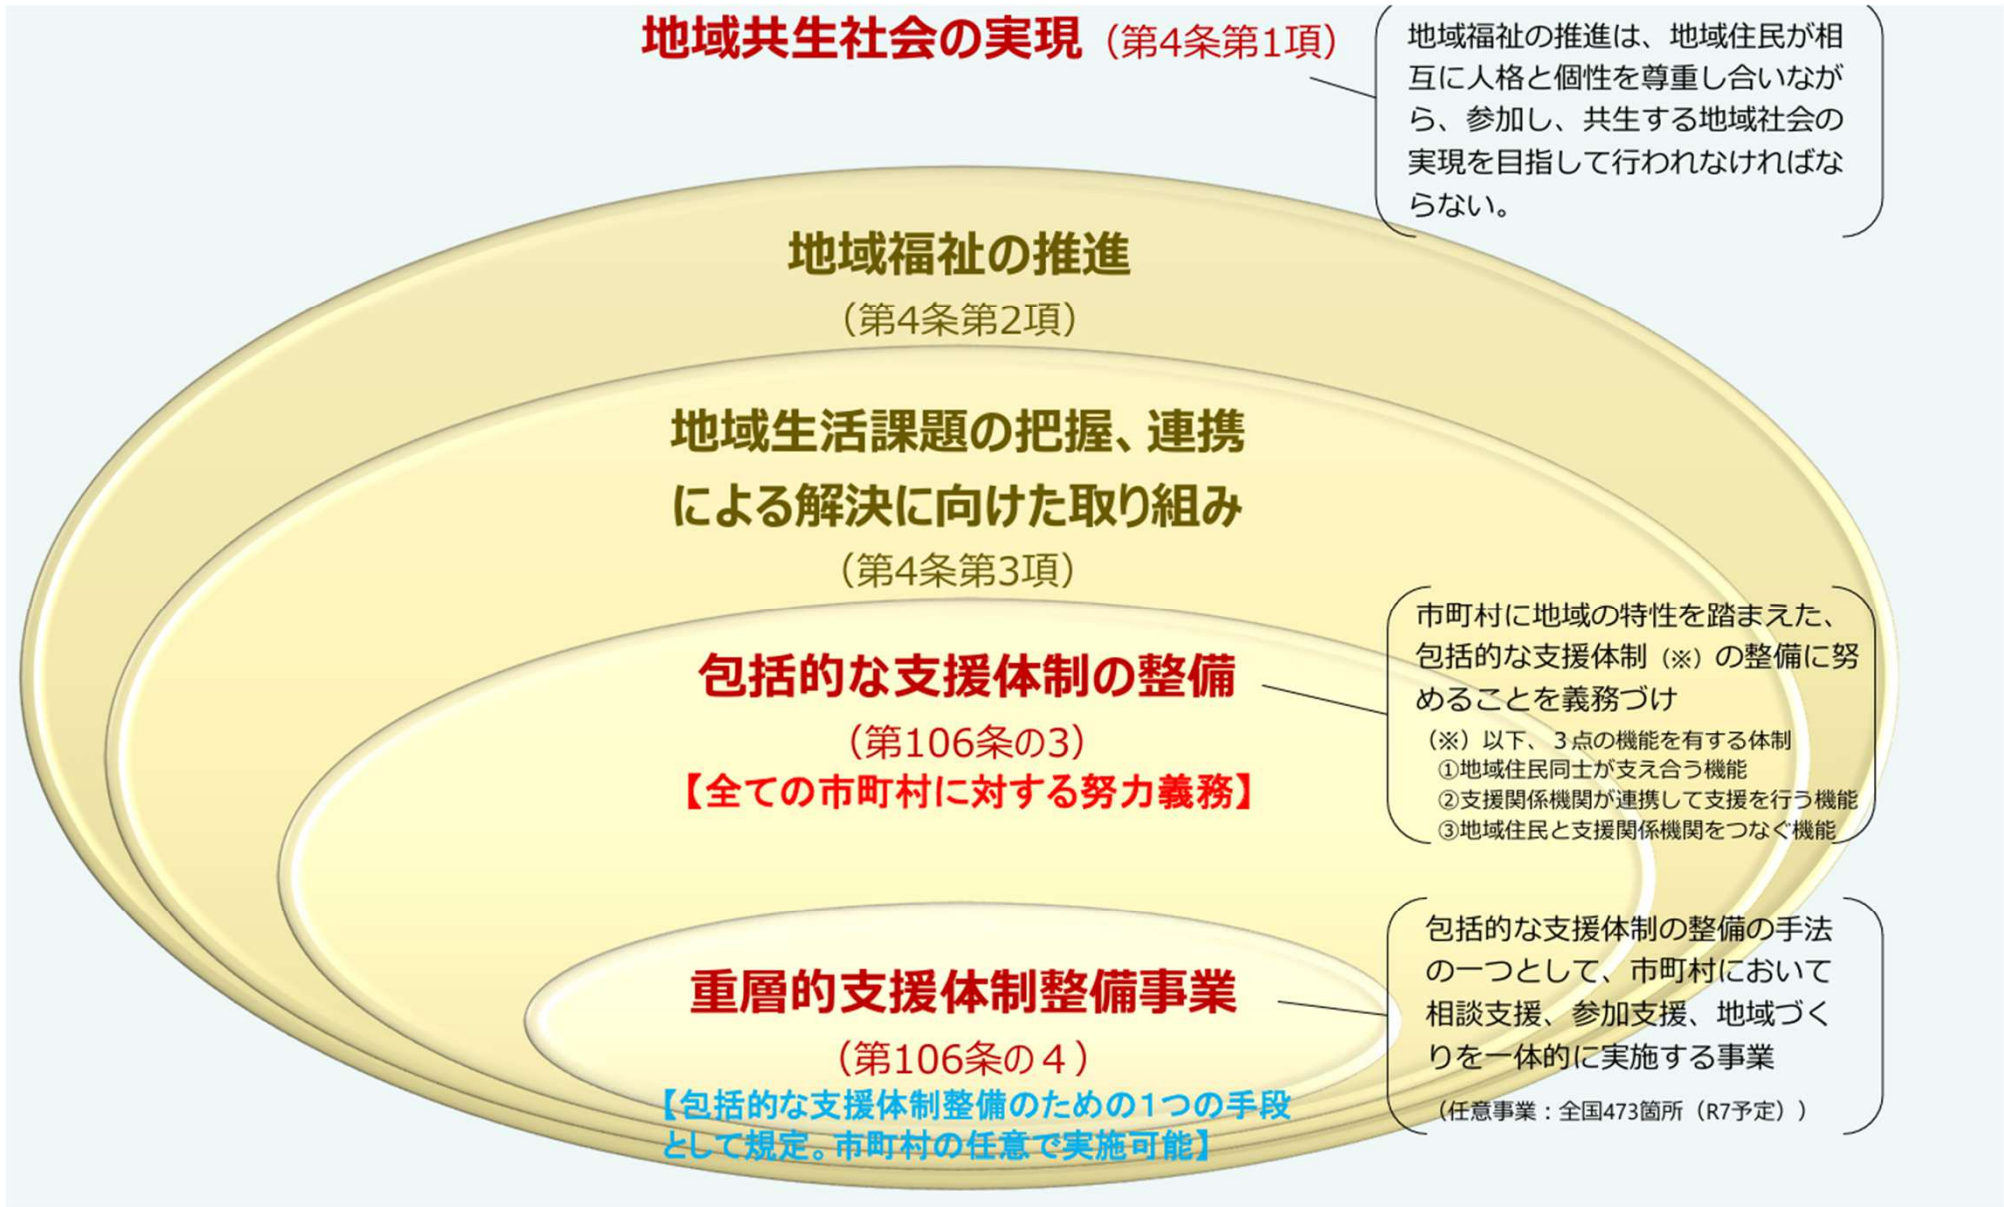 地域共生社会の実現（第4条第1項）
地域福祉の推進は、地域住民が相
互に人格と個性を尊重し合いなが
ら、参加し、共生する地域社会の
実現を目指して行われなければな
らない。
地域福祉の推進
（第4条第2項）
地域生活課題の把握、連携
による解決に向けた取り組み
（第4条第3項）
包括的な支援体制の整備
（第106条の3）
【全ての市町村に対する努力義務】
市町村に地域の特性を踏まえた、
包括的な支援体制（※）の整備に努
めることを義務づけ
（※）以下、３点の機能を有する体制
①地域住民同士が支え合う機能
②支援関係機関が連携して支援を行う機能
③地域住民と支援関係機関をつなぐ機能
重層的支援体制整備事業
（第106条の４）
【包括的な支援体制整備のための１つの手段
として規定。市町村の任意で実施可能】
包括的な支援体制の整備の手法
の一つとして、市町村において
相談支援、参加支援、地域づく
りを一体的に実施する事業
（任意事業：全国473箇所（R7予定））